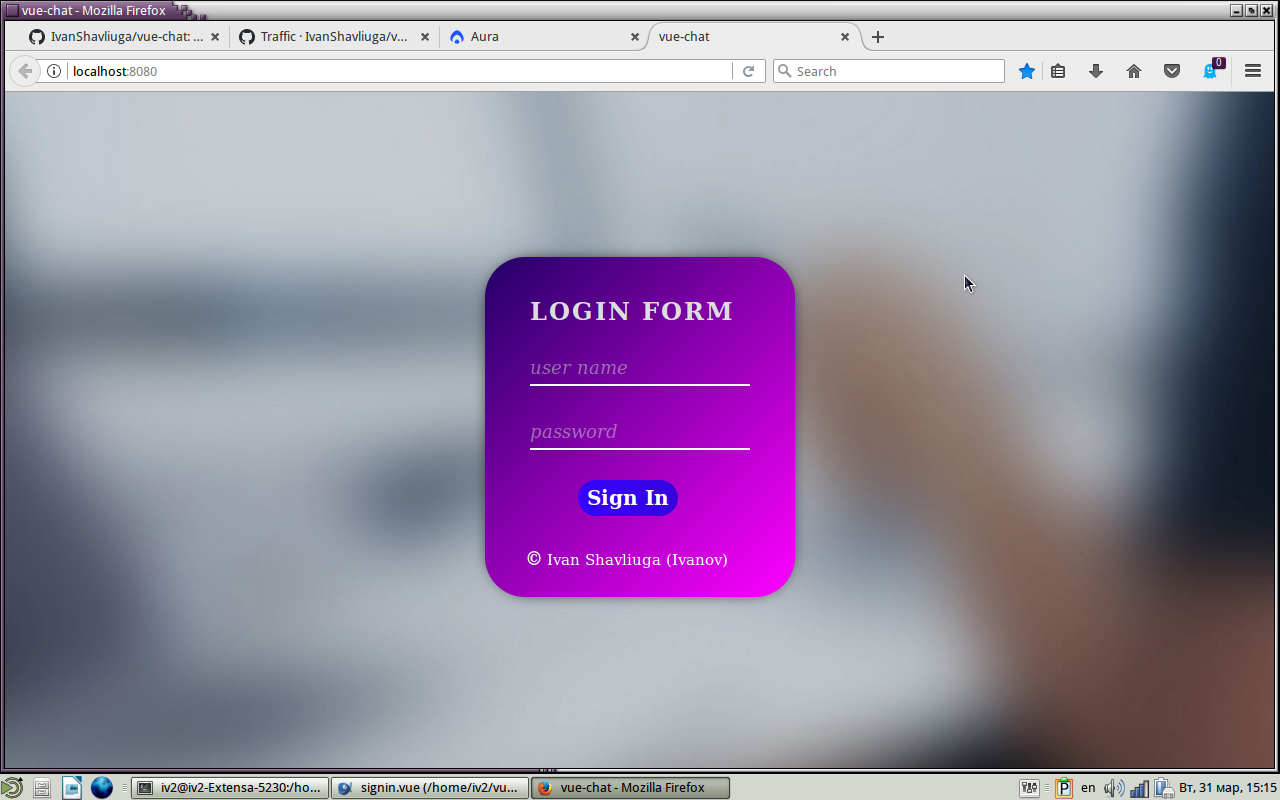 vue-chat - Mozilla Firefox
IvanShavliuga/vue-chat: ...
Traffic · IvanShavliuga/v...
Aura
vue-chat
localhost:8080
Search
0
LOGIN FORM
user name
password
Sign In
© Ivan Shavliuga (Ivanov)
iv2@iv2-Extensa-5230:/ho...
signin.vue (/home/iv2/vu...
vue-chat - Mozilla Firefox
en
Вт, 31 мар, 15:15